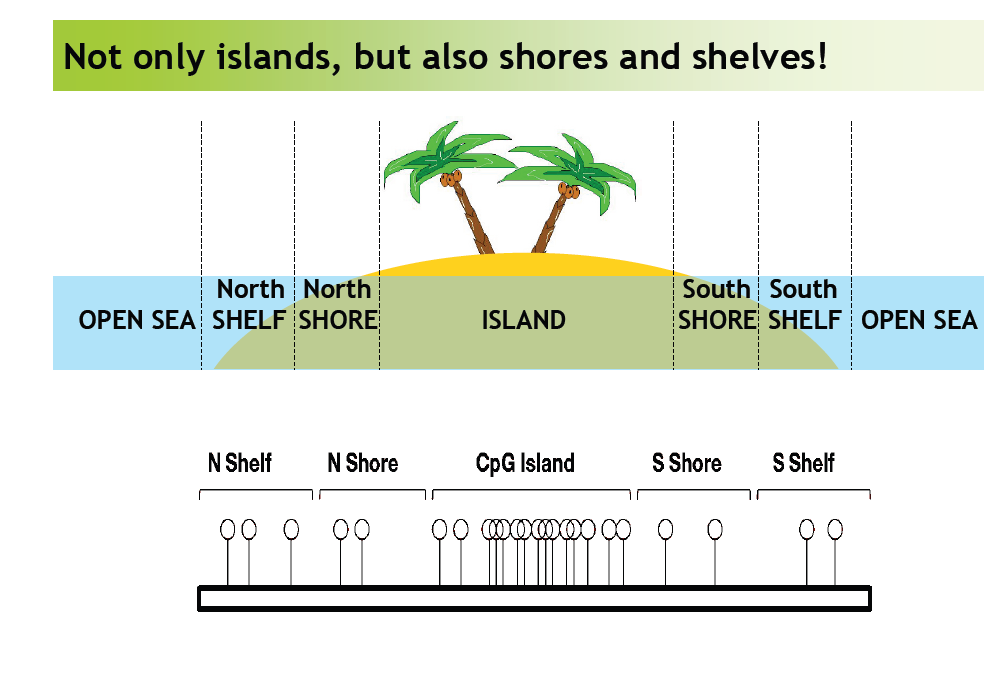 Not only islands, but also shores and shelves!
North North South South
OPEN SEA SHELF SHORE ISLAND SHORE SHELF OPEN SEA
N Shelf N Shore CpG Island S Shore S Shelf